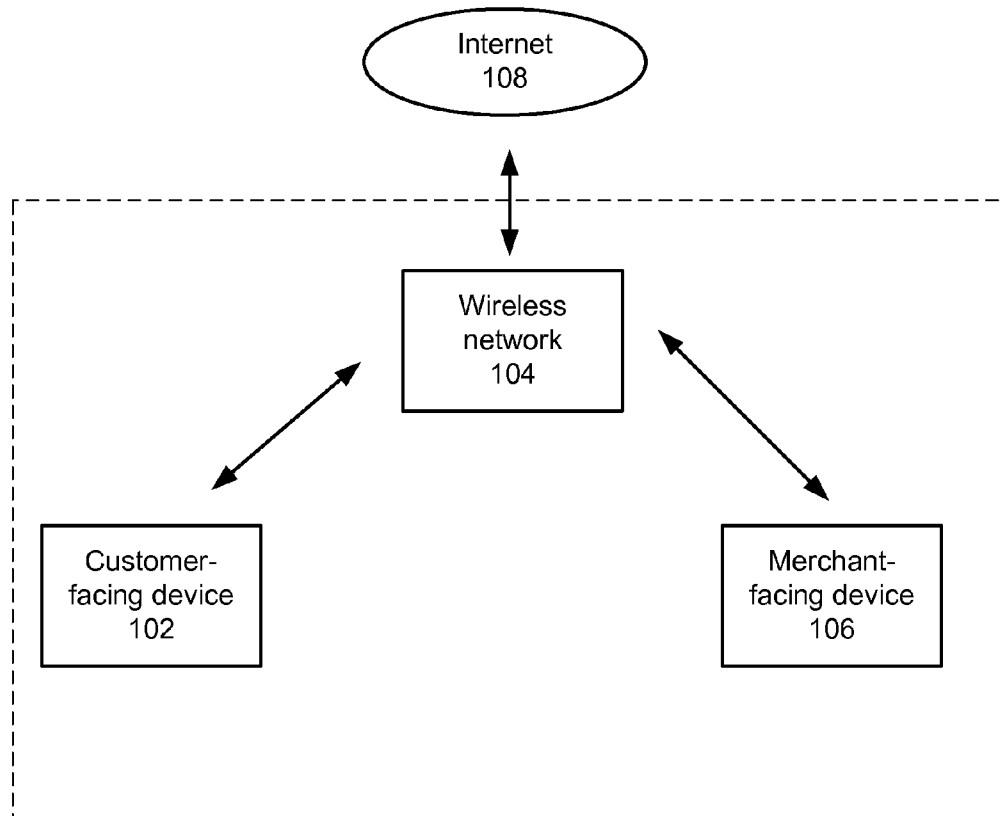 Internet
108
Wireless
network
104
Customer-
facing device
102
Merchant-
facing device
106